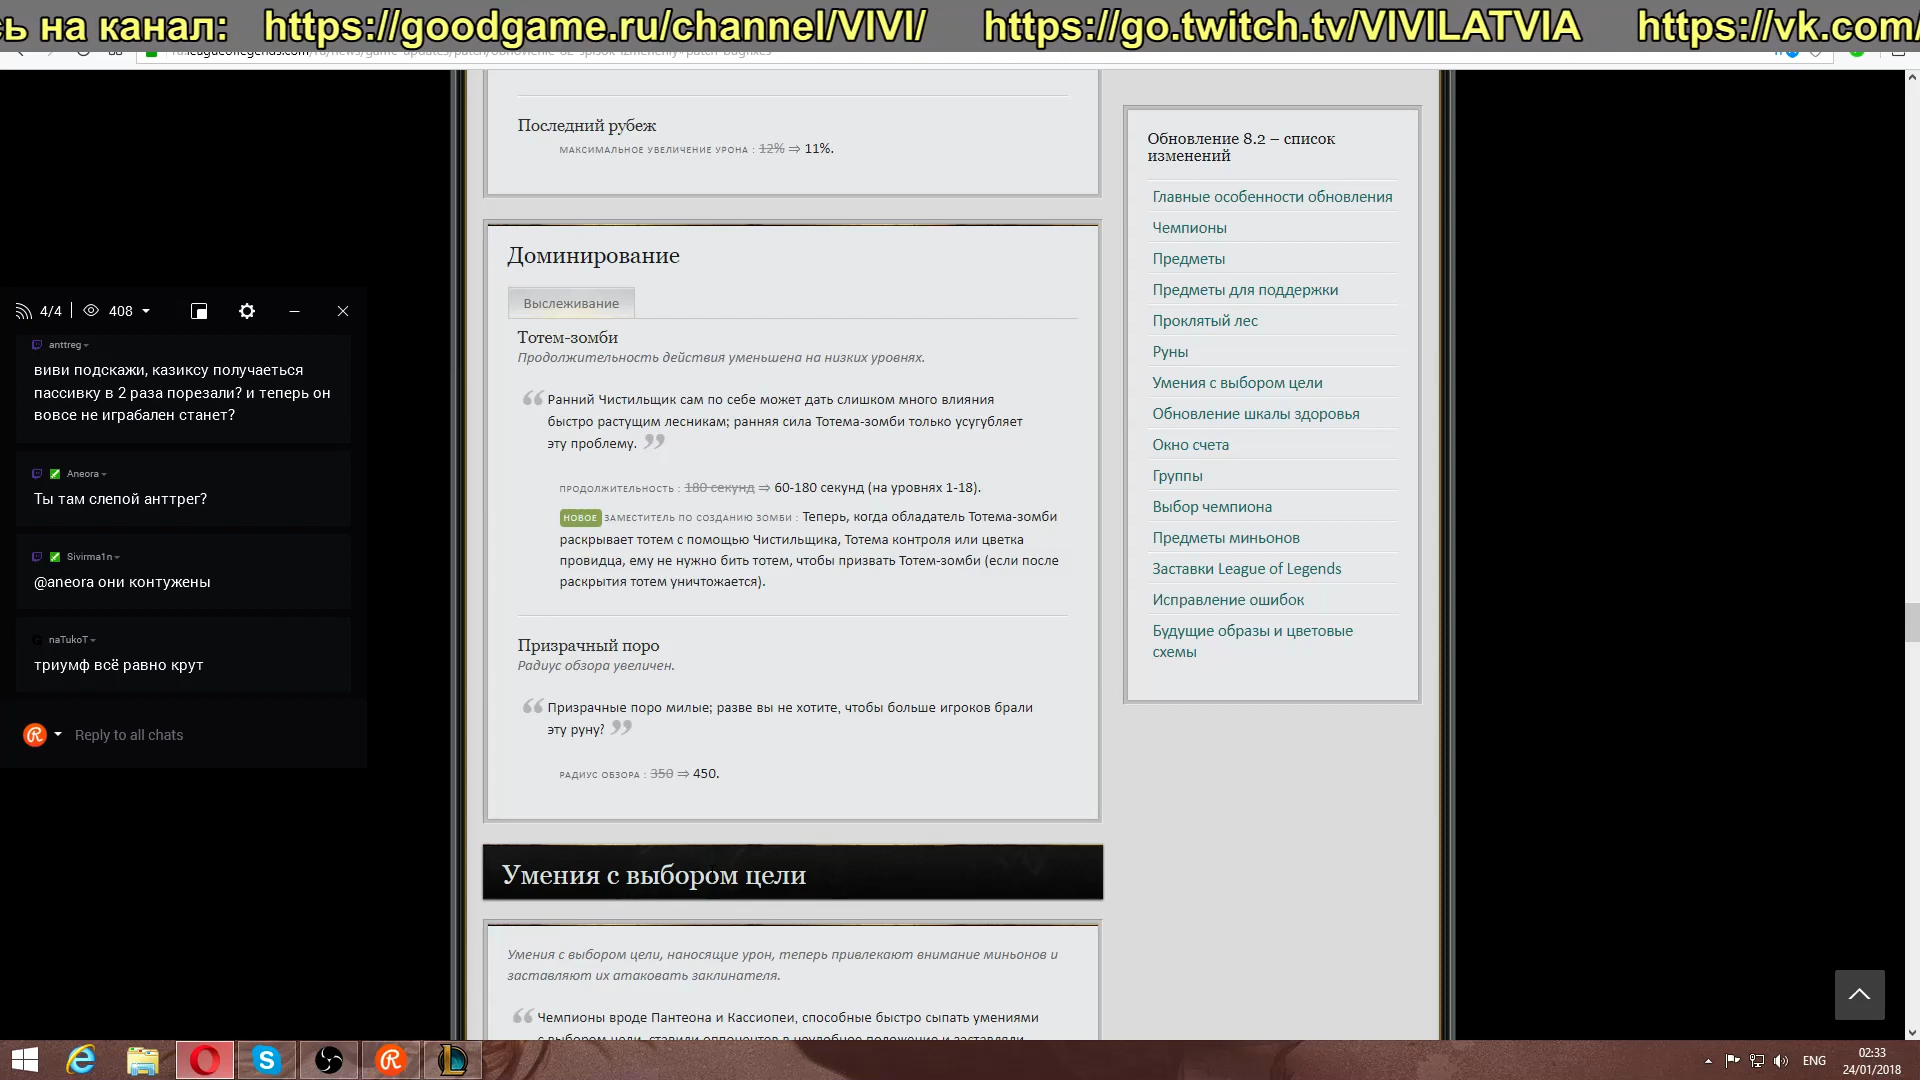 сь на канал: https://goodgame.ru/channel/VIVI/ https://go.twitch.tv/VIVILATVIA https://vk.com/
Последний рубеж
МАКСИМАЛЬНОЕ УВЕЛИЧЕНИЕ УРОНА : 12% ⇒ 11%.
Доминирование
Выслеживание
Тотем-зомби
Продолжительность действия уменьшена на низких уровнях.
Ранний Чистильщик сам по себе может дать слишком много влияния
быстро растущим лесникам; ранняя сила Тотема-зомби только усугубляет
эту проблему.
ПРОДОЛЖИТЕЛЬНОСТЬ : 180 секунд ⇒ 60-180 секунд (на уровнях 1-18).
НОВОЕ ЗАМЕСТИТЕЛЬ ПО СОЗДАНИЮ ЗОМБИ : Теперь, когда обладатель Тотема-зомби
раскрывает тотем с помощью Чистильщика, Тотема контроля или цветка
провидца, ему не нужно бить тотем, чтобы призвать Тотем-зомби (если после
раскрытия тотем уничтожается).
Призрачный поро
Радиус обзора увеличен.
Призрачные поро милые; разве вы не хотите, чтобы больше игроков брали
эту руну?
РАДИУС ОБЗОРА : 350 ⇒ 450.
Умения с выбором цели
Умения с выбором цели, наносящие урон, теперь привлекают внимание миньонов и
заставляют их атаковать заклинателя.
Чемпионы вроде Пантеона и Кассиопеи, способные быстро сыпать умениями
с выбором цели, ставили оппонентов в неудобное положение и заставляли
Обновление 8.2 – список
изменений
Главные особенности обновления
Чемпионы
Предметы
Предметы для поддержки
Проклятый лес
Руны
Умения с выбором цели
Обновление шкалы здоровья
Окно счета
Группы
Выбор чемпиона
Предметы миньонов
Заставки League of Legends
Исправление ошибок
Будущие образы и цветовые
схемы
4/4 408
anttreg
виви подскажи, казиксу получаеться
пассивку в 2 раза порезали? и теперь он
вовсе не играбален станет?
Aneora
Ты там слепой анттрег?
Sivirma1n
@aneora они контужены
naTukoT
триумф всё равно крут
Reply to all chats
ENG
02:33
24/01/2018